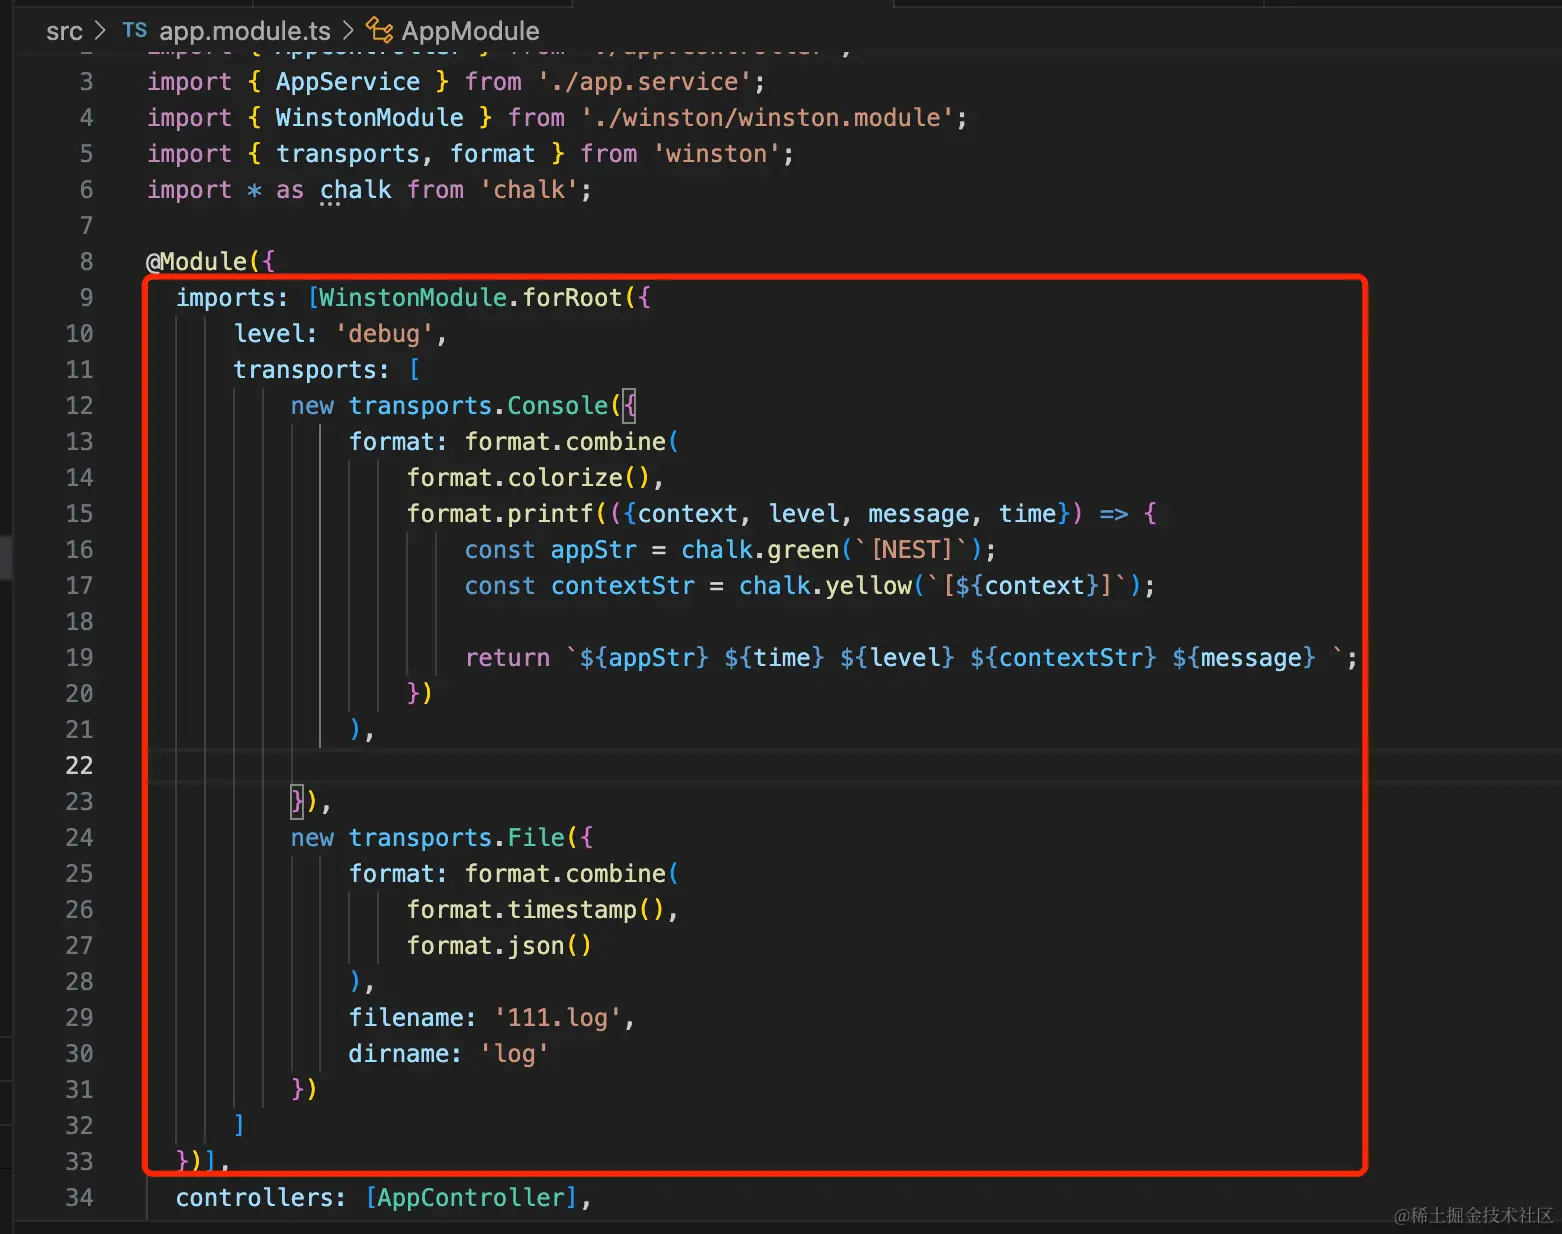 src > TS app.module.ts > AppModule
2 import { AppController } from './app.controller';
3 import { AppService } from './app.service';
4 import { WinstonModule } from './winston/winston.module';
5 import { transports, format } from 'winston';
6 import * as chalk from 'chalk';
7
8 @Module({
9 imports: [WinstonModule.forRoot({
10 level: 'debug',
11 transports: [
12 new transports.Console({
13 format: format.combine(
14 format.colorize(),
15 format.printf(({context, level, message, time}) => {
16 const appStr = chalk.green(`[NEST]`);
17 const contextStr = chalk.yellow(`[${context}]`);
18
19 return `${appStr} ${time} ${level} ${contextStr} ${message} `;
20 })
21 ),
22
23 }),
24 new transports.File({
25 format: format.combine(
26 format.timestamp(),
27 format.json()
28 ),
29 filename: '111.log',
30 dirname: 'log'
31 })
32 ]
33 })],
34 controllers: [AppController],
@稀土掘金技术社区